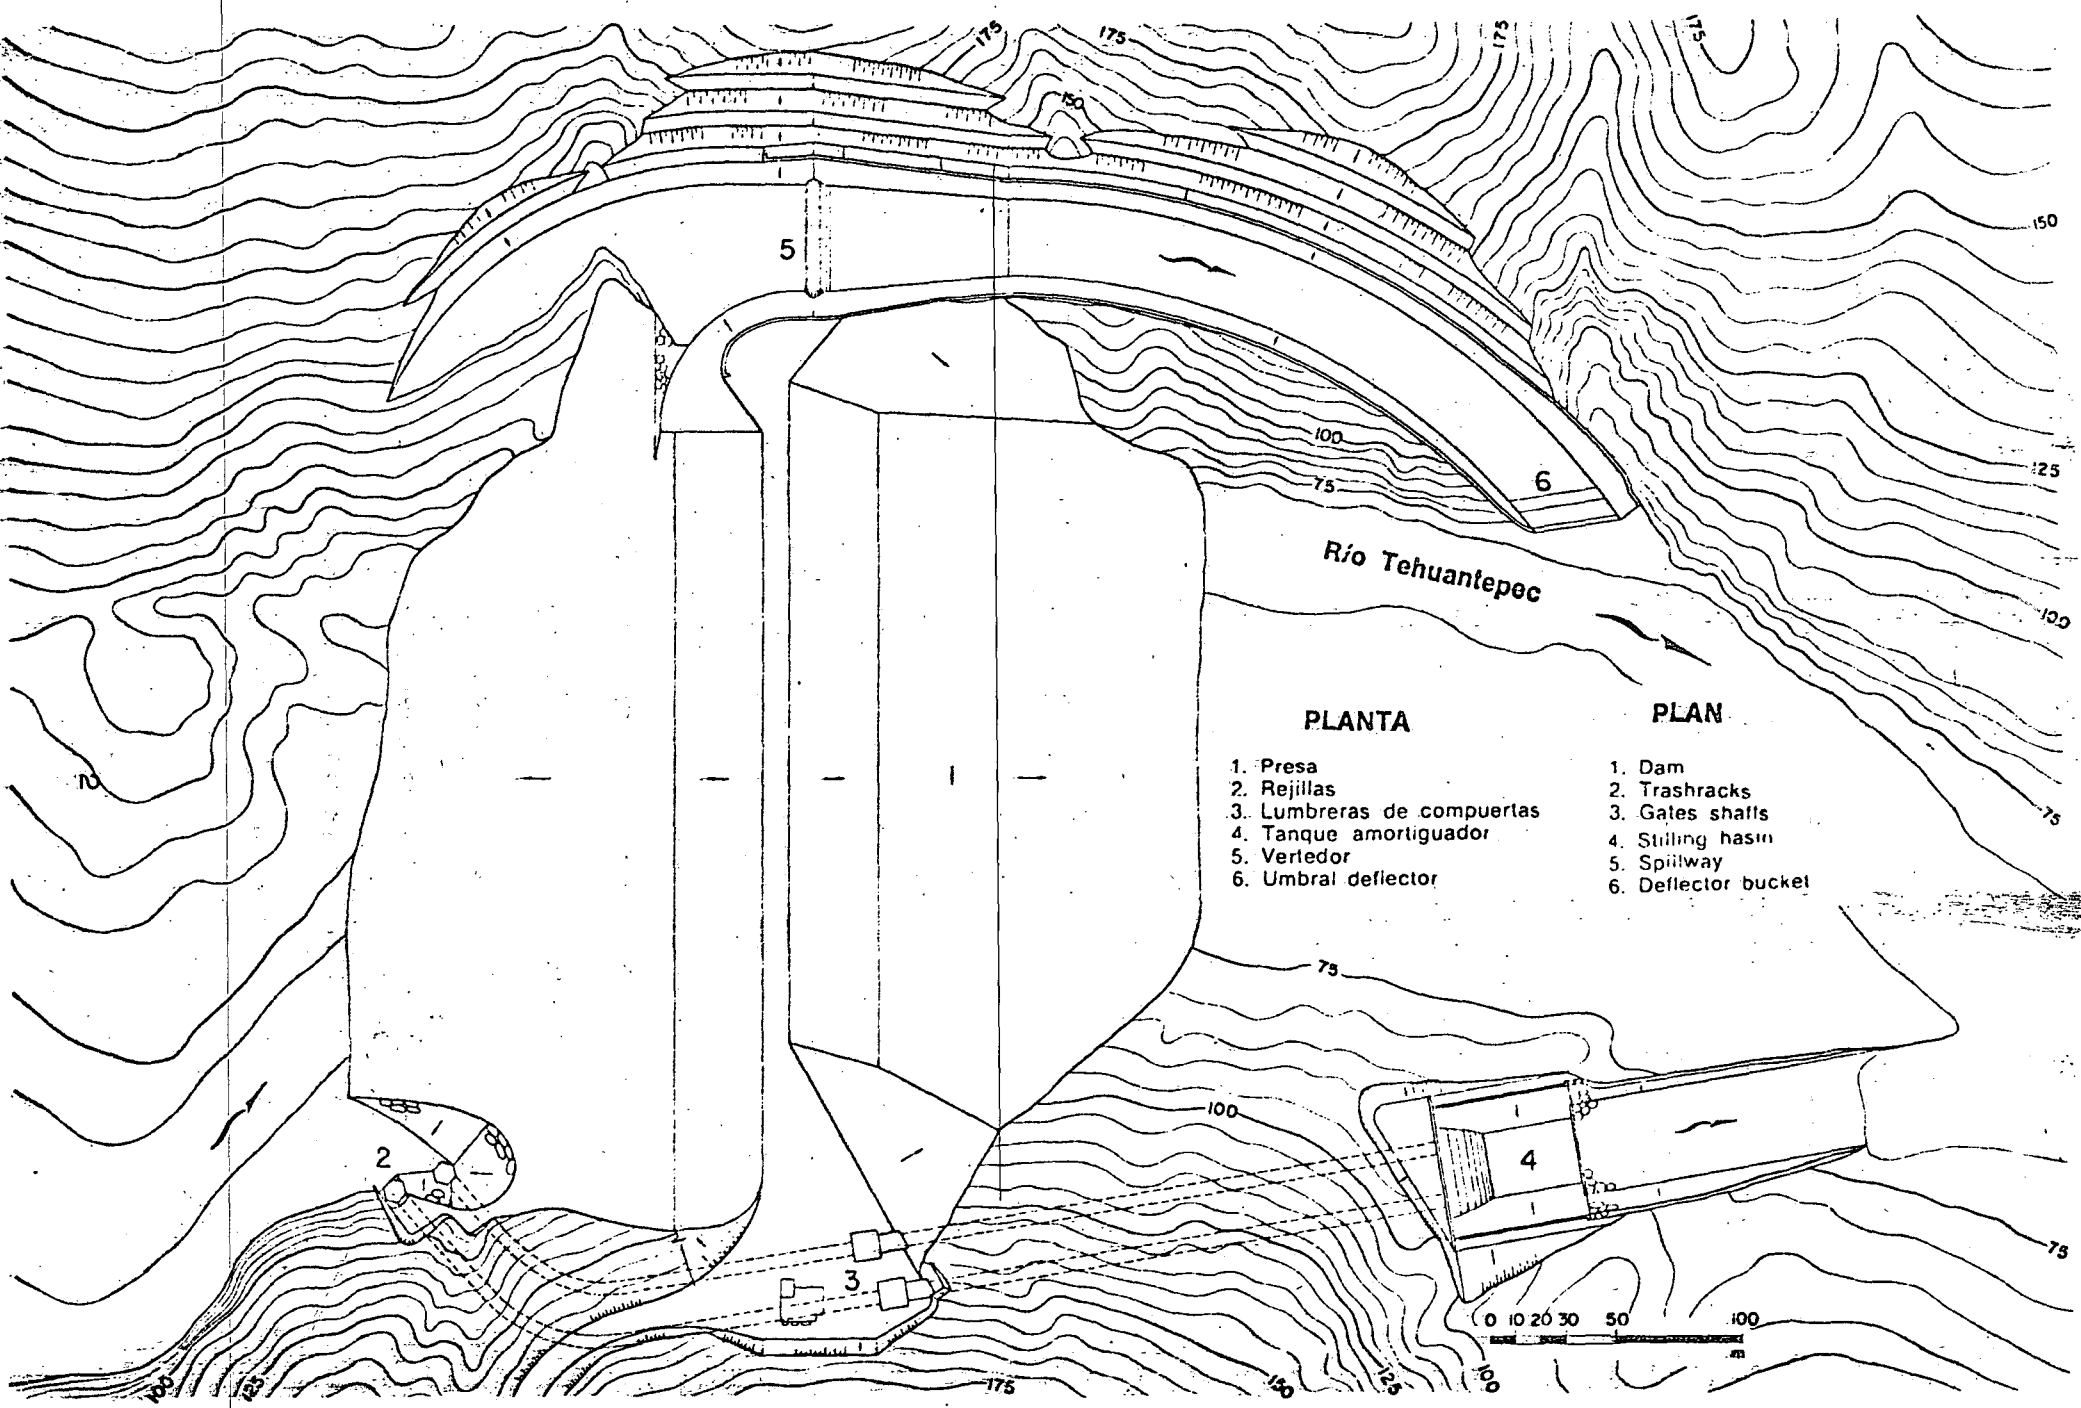 175
175
175
175
150
150
5
100
125
6
75
Río Tehuantepec
100
PLANTA
1. Presa
2. Rejillas
3. Lumbreras de compuertas
4. Tanque amortiguador
5. Vertedor
6. Umbral deflector
PLAN
1. Dam
2. Trashracks
3. Gates shafts
4. Stilling basin
5. Spillway
6. Deflector bucket
75
75
100
2
4
3
75
0 10 20 30 50 100
m
100
125
175
150
125
100